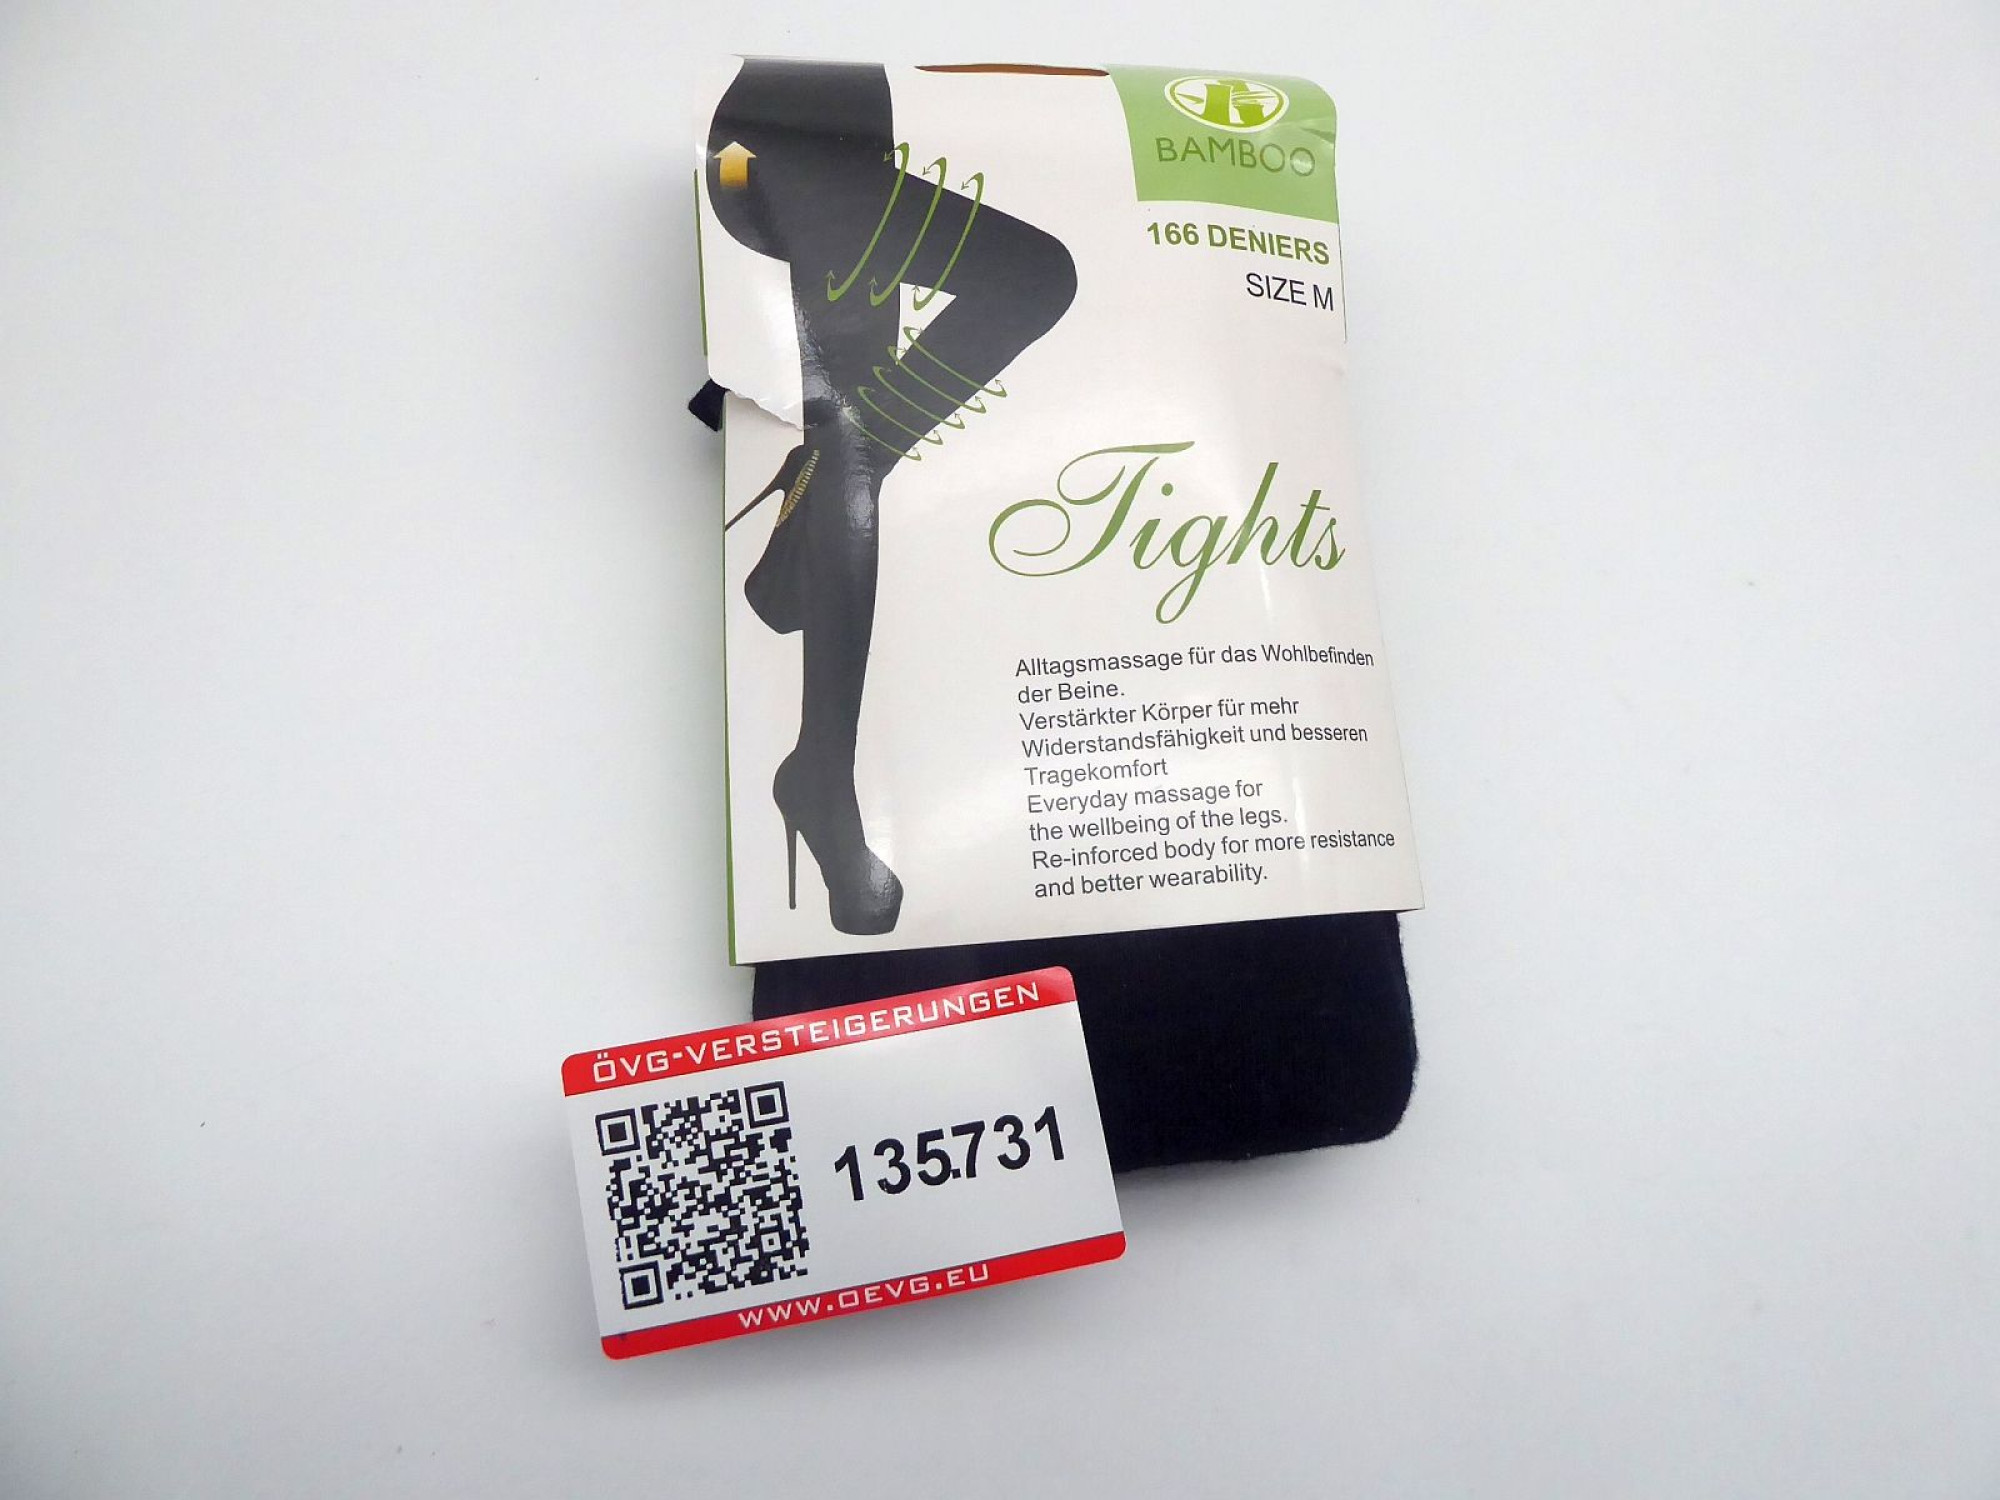 BAMBOO
166 DENIERS
SIZE M
Tights
Alltagsmassage für das Wohlbefinden
der Beine.
Verstärkter Körper für mehr
Widerstandsfähigkeit und besseren
Tragekomfort
Everyday massage for
the wellbeing of the legs.
Re-inforced body for more resistance
and better wearability.
ÖVG-VERSTEIGERUNGEN
135.731
WWW.OEVG.EU